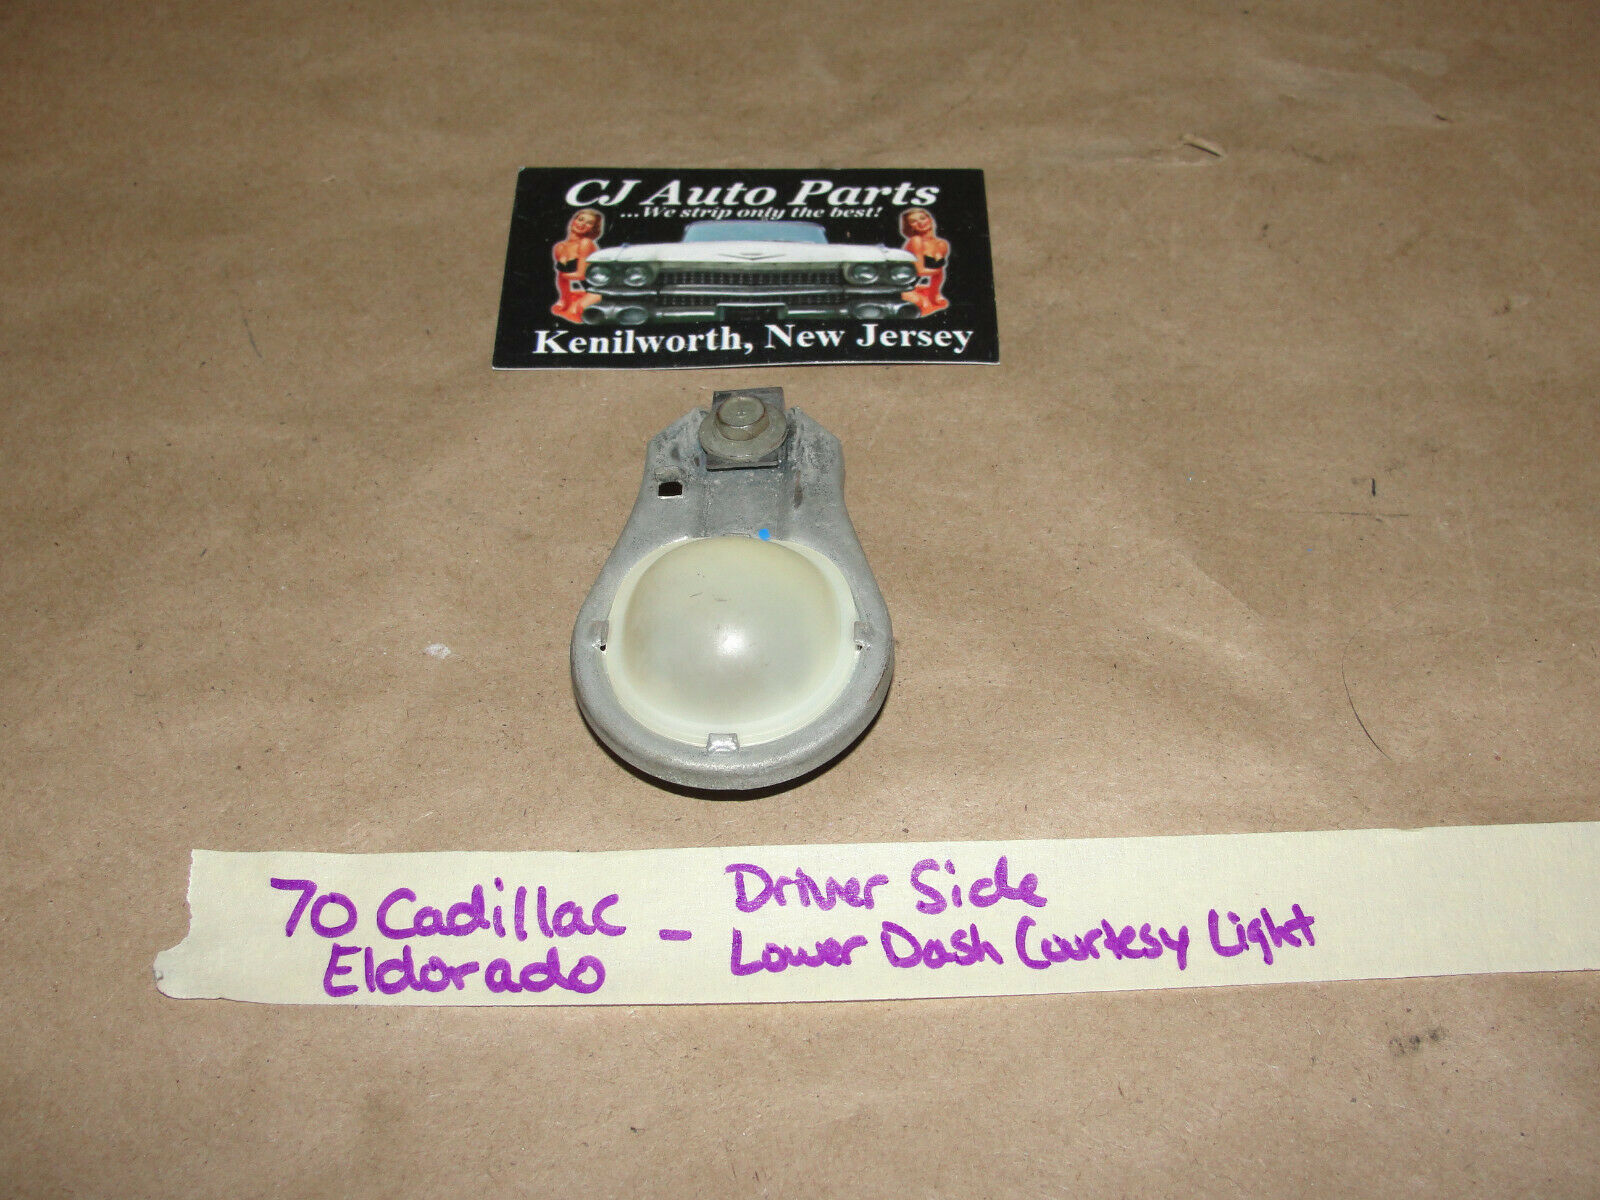 CJ Auto Parts
...We strip only the best!
Kenilworth, New Jersey
70 Cadillac
Eldorado
- Driver Side
Lower Dash Courtesy Light